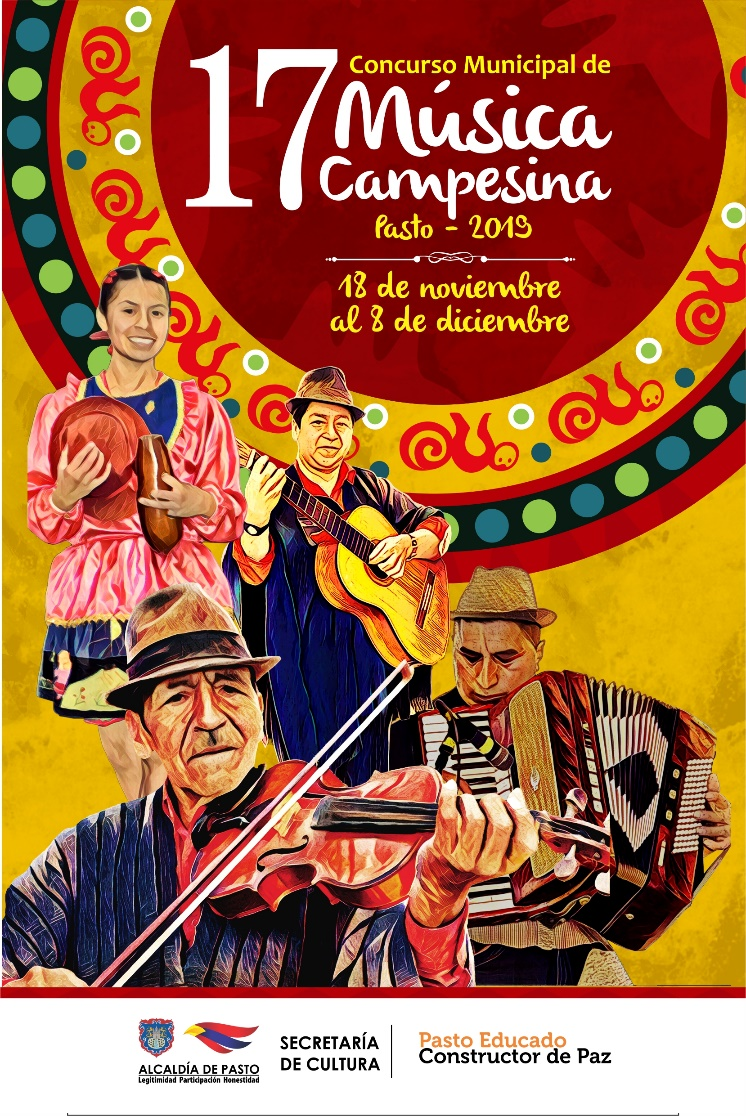 17
Concurso Municipal de
Música
Campesina
Pasto - 2019
18 de noviembre
al 8 de diciembre
ALCALDÍA DE PASTO
Legitimidad Participación Honestidad
SECRETARÍA
DE CULTURA
Pasto Educado
Constructor de Paz